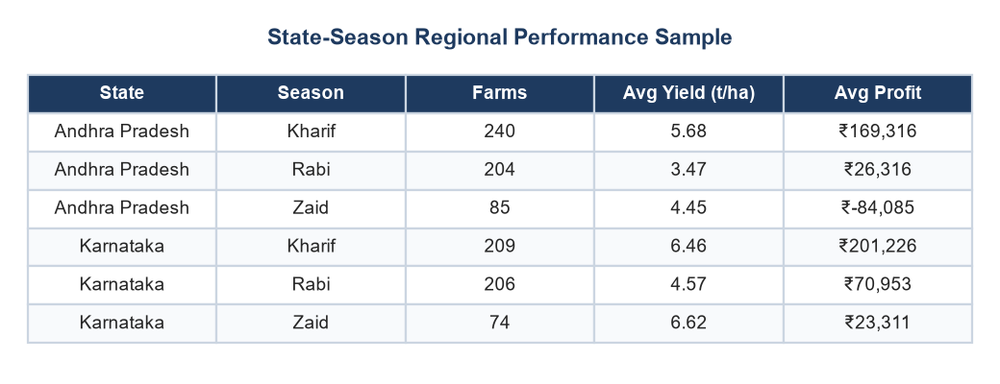 State-Season Regional Performance Sample
State Season Farms Avg Yield (t/ha) Avg Profit
Andhra Pradesh Kharif 240 5.68 ₹169,316
Andhra Pradesh Rabi 204 3.47 ₹26,316
Andhra Pradesh Zaid 85 4.45 ₹-84,085
Karnataka Kharif 209 6.46 ₹201,226
Karnataka Rabi 206 4.57 ₹70,953
Karnataka Zaid 74 6.62 ₹23,311